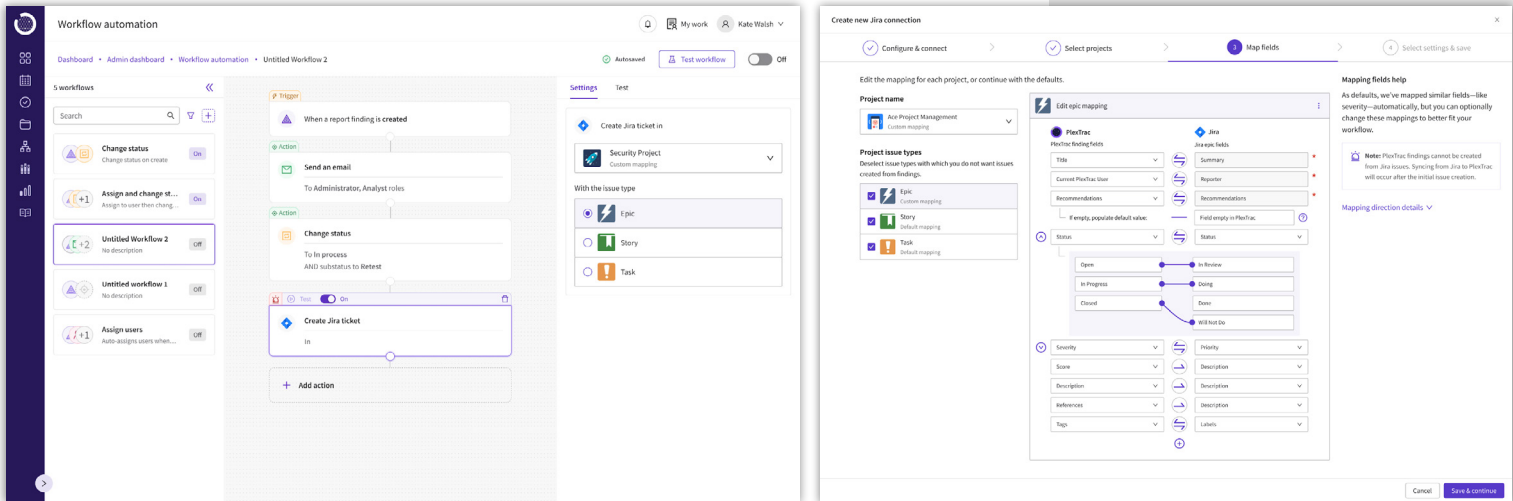 Workflow automation
My work
Kate Walsh
Dashboard • Admin dashboard • Workflow automation • Untitled Workflow 2
Autosaved
Test workflow
Off
5 workflows
Search
Change status
Change status on create
On
Assign and change st...
Assign to user then chang...
On
+1
Untitled Workflow 2
No description
Off
+2
Untitled workflow 1
No description
Off
Assign users
Auto-assigns users when....
Off
+1
Trigger
When a report finding is created
Action
Send an email
To Administrator, Analyst roles
Action
Change status
To In process
AND substatus to Retest
Test
On
Create Jira ticket
In
+ Add action
Settings
Test
Create Jira ticket in
Security Project
Custom mapping
With the issue type
Epic
Story
Task
Create new Jira connection
X
Configure & connect
Select projects
3 Map fields
4 Select settings & save
Edit the mapping for each project, or continue with the defaults.
Project name
Ace Project Management
Custom mapping
Project issue types
Deselect issue types with which you do not want issues
created from findings.
Epic
Custom mapping
Story
Default mapping
Task
Default mapping
Edit epic mapping
PlexTrac
PlexTrac finding fields
Jira
Jira epic fields
Title
Summary
*
Current PlexTrac User
Reporter
*
Recommendations
Recommendations
*
If empty, populate default value:
Field empty in PlexTrac
?
Status
Status
Open
In Review
In Progress
Doing
Closed
Done
Will Not Do
Severity
Priority
Score
Description
Description
Description
References
Description
Tags
Labels
Mapping fields help
As defaults, we've mapped similar fields—like
severity—automatically, but you can optionally
change these mappings to better fit your
workflow.
Note: PlexTrac findings cannot be created
from Jira issues. Syncing from Jira to PlexTrac
will occur after the initial issue creation.
Mapping direction details
Cancel
Save & continue